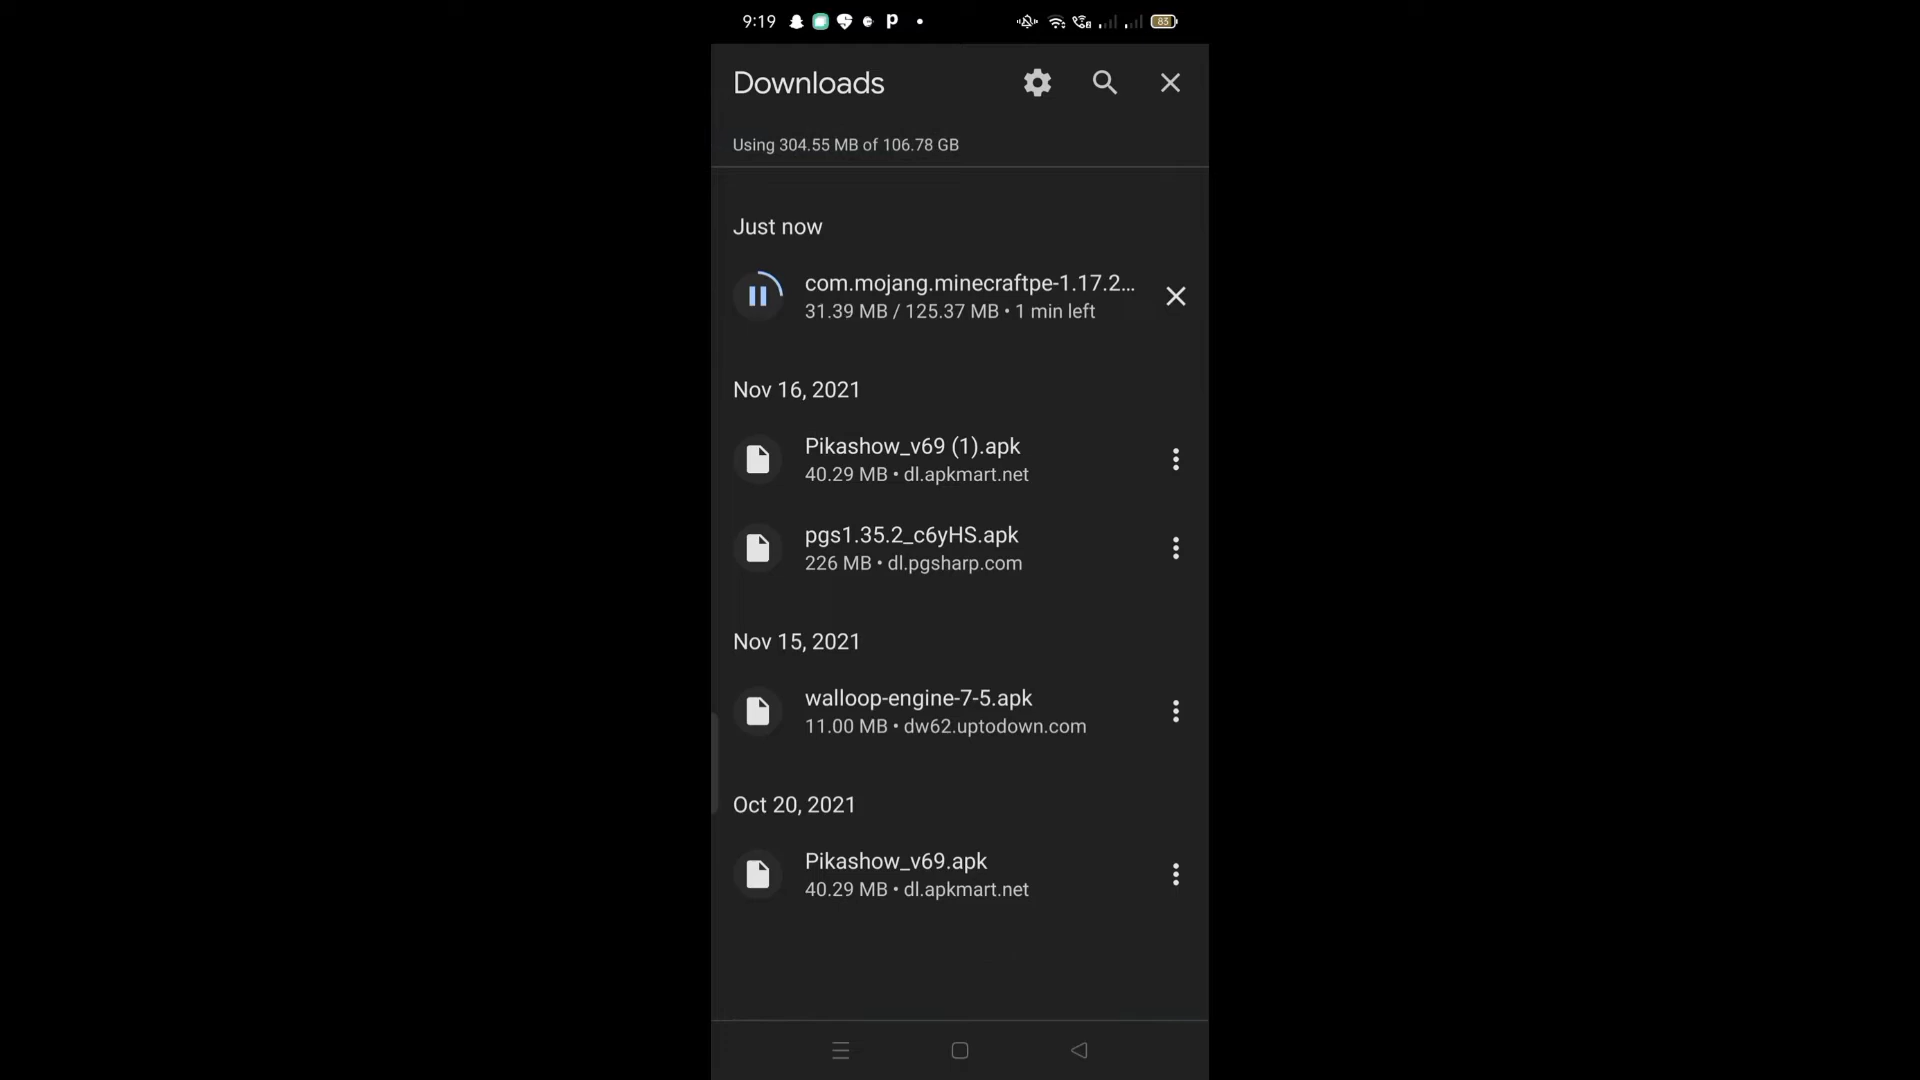 9:19
83
Downloads
Using 304.55 MB of 106.78 GB
Just now
com.mojang.minecraftpe-1.17.2...
31.39 MB / 125.37 MB • 1 min left
Nov 16, 2021
Pikashow_v69 (1).apk
40.29 MB • dl.apkmart.net
pgs1.35.2_c6yHS.apk
226 MB • dl.pgsharp.com
Nov 15, 2021
walloop-engine-7-5.apk
11.00 MB • dw62.uptodown.com
Oct 20, 2021
Pikashow_v69.apk
40.29 MB • dl.apkmart.net